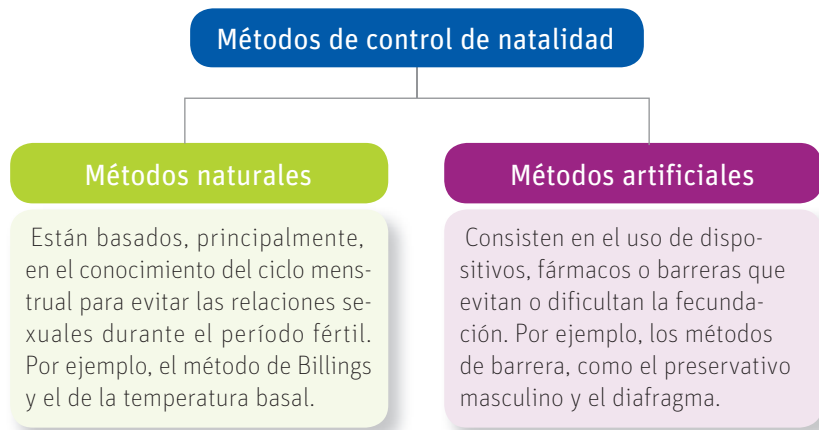 Métodos de control de natalidad
Métodos naturales
Están basados, principalmente,
en el conocimiento del ciclo mens-
trual para evitar las relaciones se-
xuales durante el período fértil.
Por ejemplo, el método de Billings
y el de la temperatura basal.
Métodos artificiales
Consisten en el uso de dispo-
sitivos, fármacos o barreras que
evitan o dificultan la fecunda-
ción. Por ejemplo, los métodos
de barrera, como el preservativo
masculino y el diafragma.